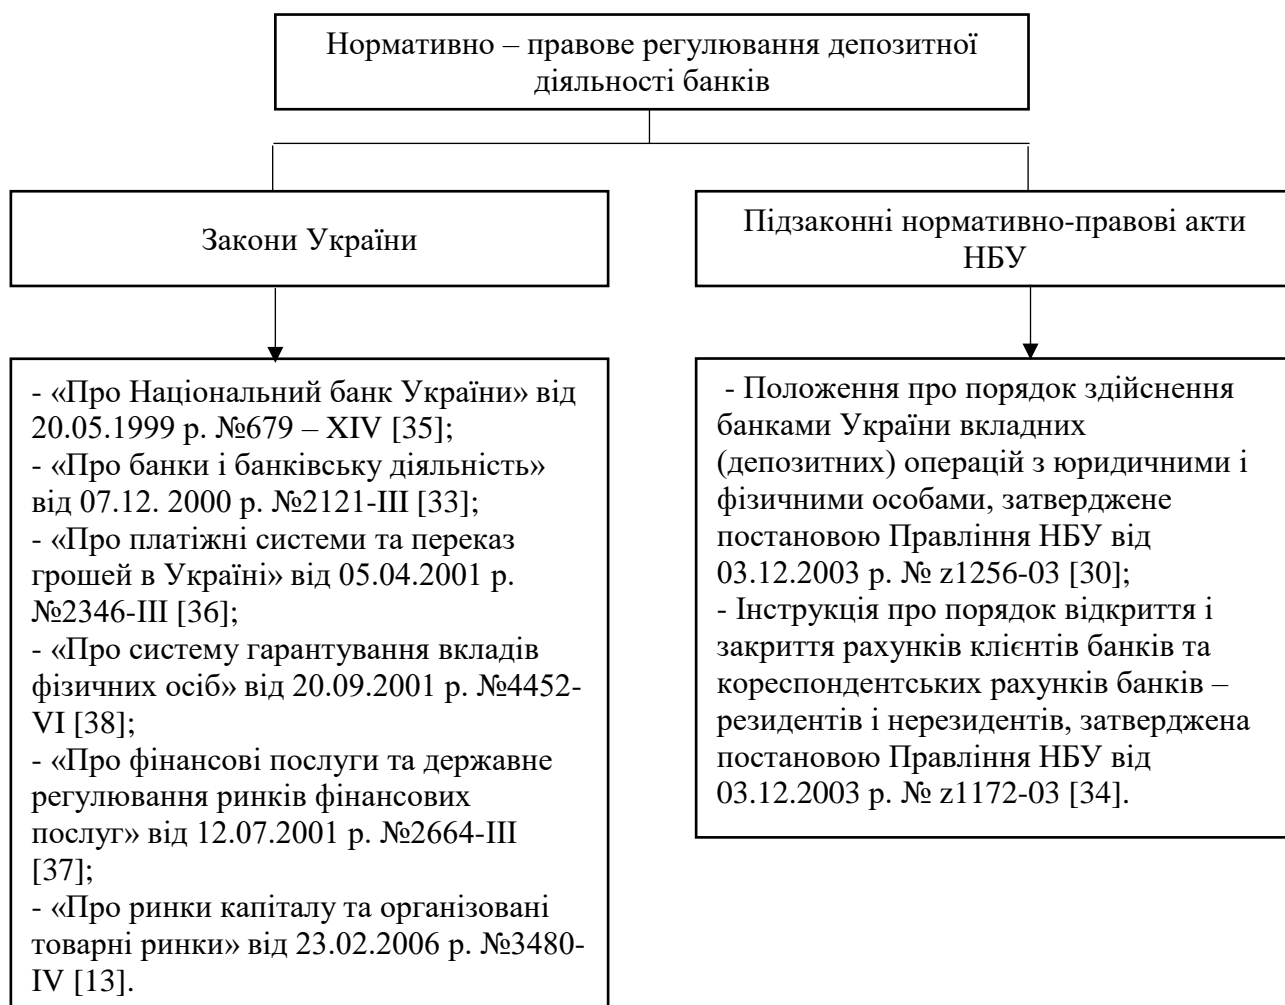 Нормативно – правове регулювання депозитної
діяльності банків
Закони України
Підзаконні нормативно-правові акти
НБУ
- «Про Національний банк України» від
20.05.1999 р. №679 – XIV [35];
- «Про банки і банківську діяльність»
від 07.12. 2000 р. №2121-III [33];
- «Про платіжні системи та переказ
грошей в Україні» від 05.04.2001 р.
№2346-III [36];
- «Про систему гарантування вкладів
фізичних осіб» від 20.09.2001 р. №4452-
VI [38];
- «Про фінансові послуги та державне
регулювання ринків фінансових
послуг» від 12.07.2001 р. №2664-III
[37];
- «Про ринки капіталу та організовані
товарні ринки» від 23.02.2006 р. №3480-
IV [13].
- Положення про порядок здійснення
банками України вкладних
(депозитних) операцій з юридичними і
фізичними особами, затверджене
постановою Правління НБУ від
03.12.2003 р. № z1256-03 [30];
- Інструкція про порядок відкриття і
закриття рахунків клієнтів банків та
кореспондентських рахунків банків –
резидентів і нерезидентів, затверджена
постановою Правління НБУ від
03.12.2003 р. № z1172-03 [34].